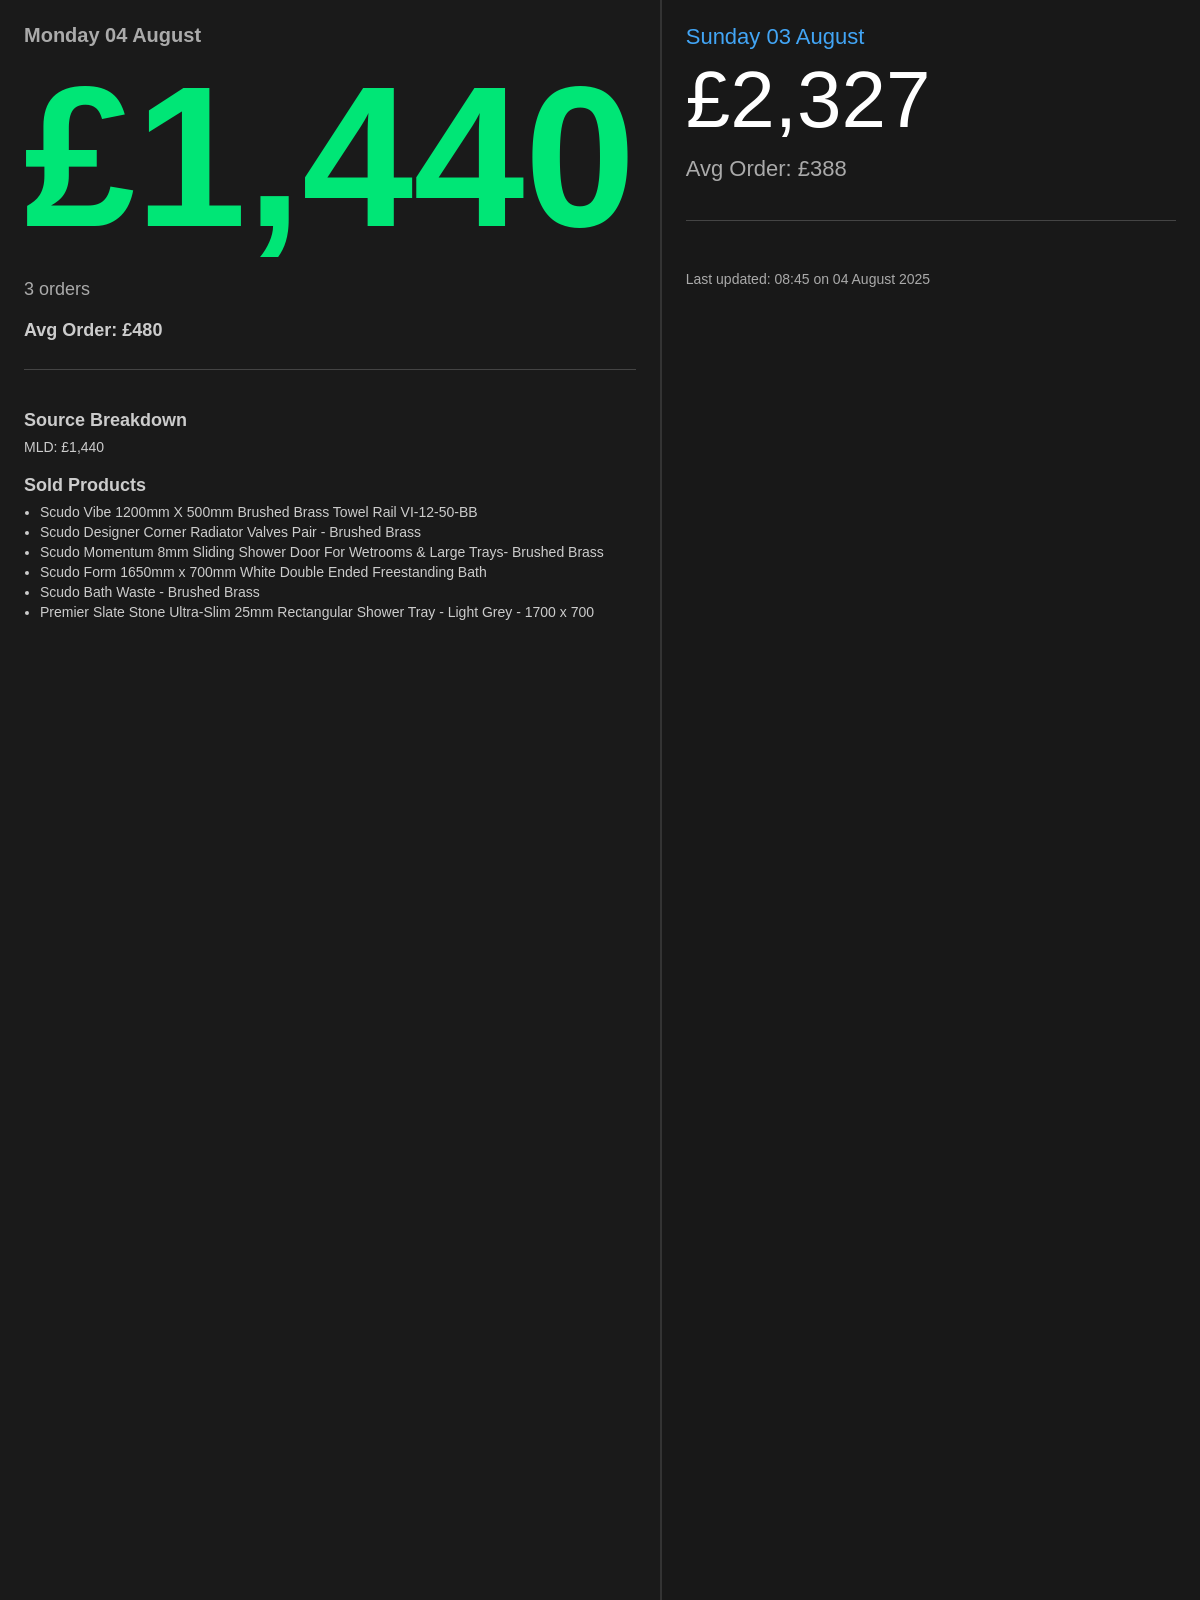 Monday 04 August
£1,440
3 orders
Avg Order: £480
Source Breakdown
MLD: £1,440
Sold Products
• Scudo Vibe 1200mm X 500mm Brushed Brass Towel Rail VI-12-50-BB
• Scudo Designer Corner Radiator Valves Pair - Brushed Brass
• Scudo Momentum 8mm Sliding Shower Door For Wetrooms & Large Trays- Brushed Brass
• Scudo Form 1650mm x 700mm White Double Ended Freestanding Bath
• Scudo Bath Waste - Brushed Brass
• Premier Slate Stone Ultra-Slim 25mm Rectangular Shower Tray - Light Grey - 1700 x 700
Sunday 03 August
£2,327
Avg Order: £388
Last updated: 08:45 on 04 August 2025